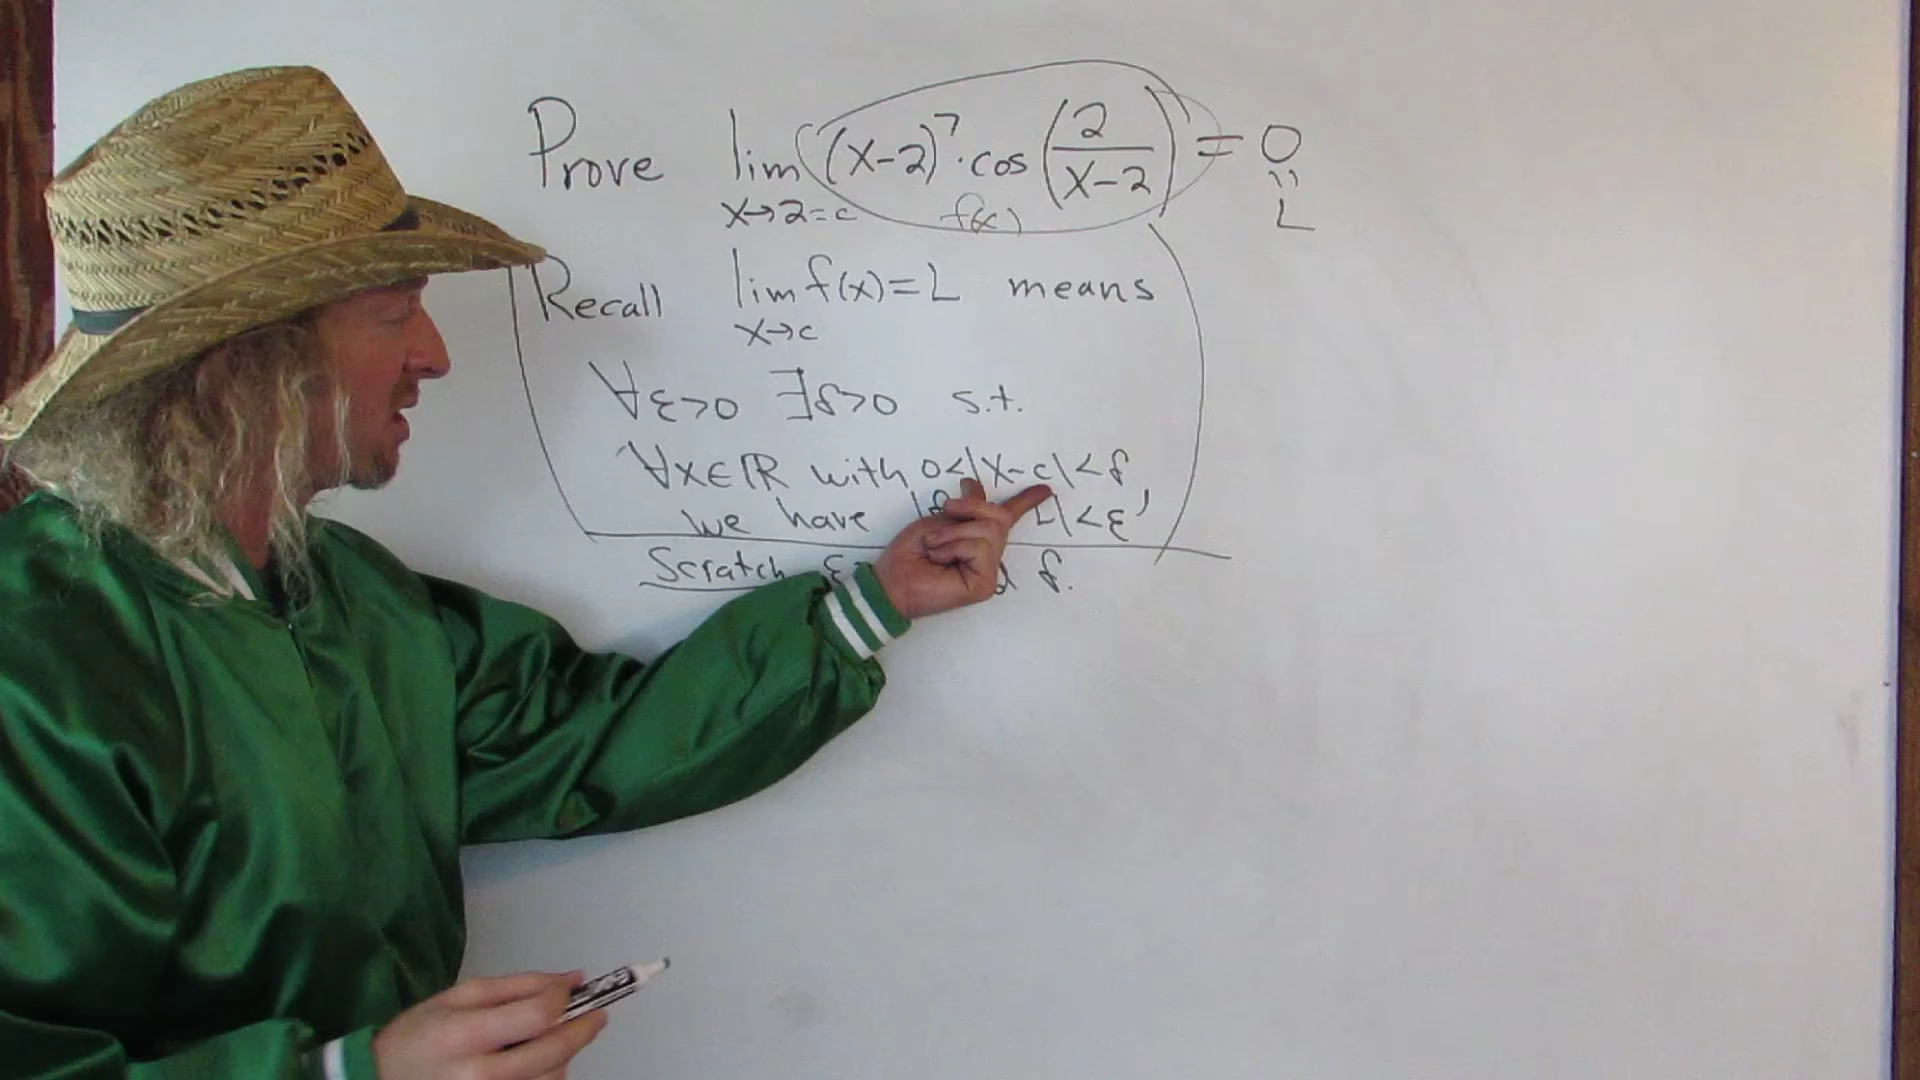 Prove lim ((x-2)^7 · cos(2/(x-2))) = 0
x→2=c f(x) = L
Recall lim f(x)=L means
x→c
∀ε>0 ∃δ>0 s.t.
∀x∈ℝ with 0<|x-c|<δ
we have L|<ε,
Scratch δ.